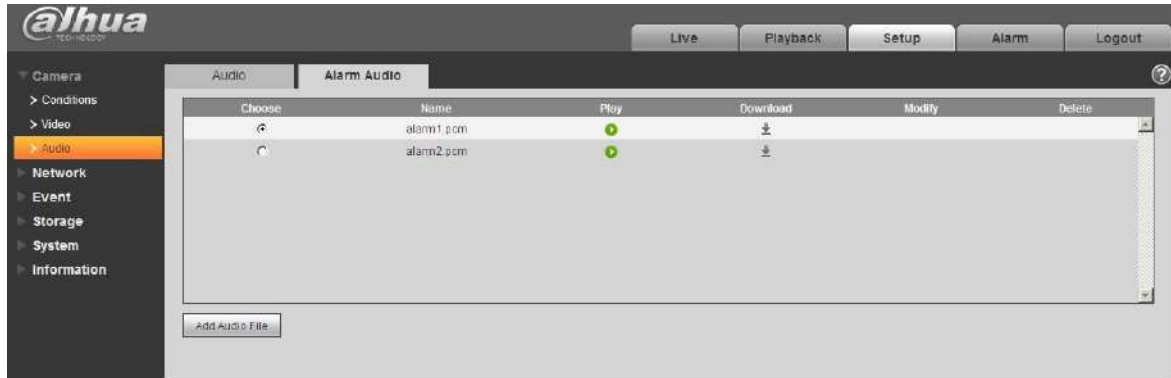 alhua
TECHNOLOGY
Live Playback Setup Alarm Logout
Camera
> Conditions
> Video
> Audio
Network
Event
Storage
System
Information
Audio Alarm Audio
?
Choose Name Play Download Modify Delete
alarm1.pcm
alarm2.pcm
Add Audio File